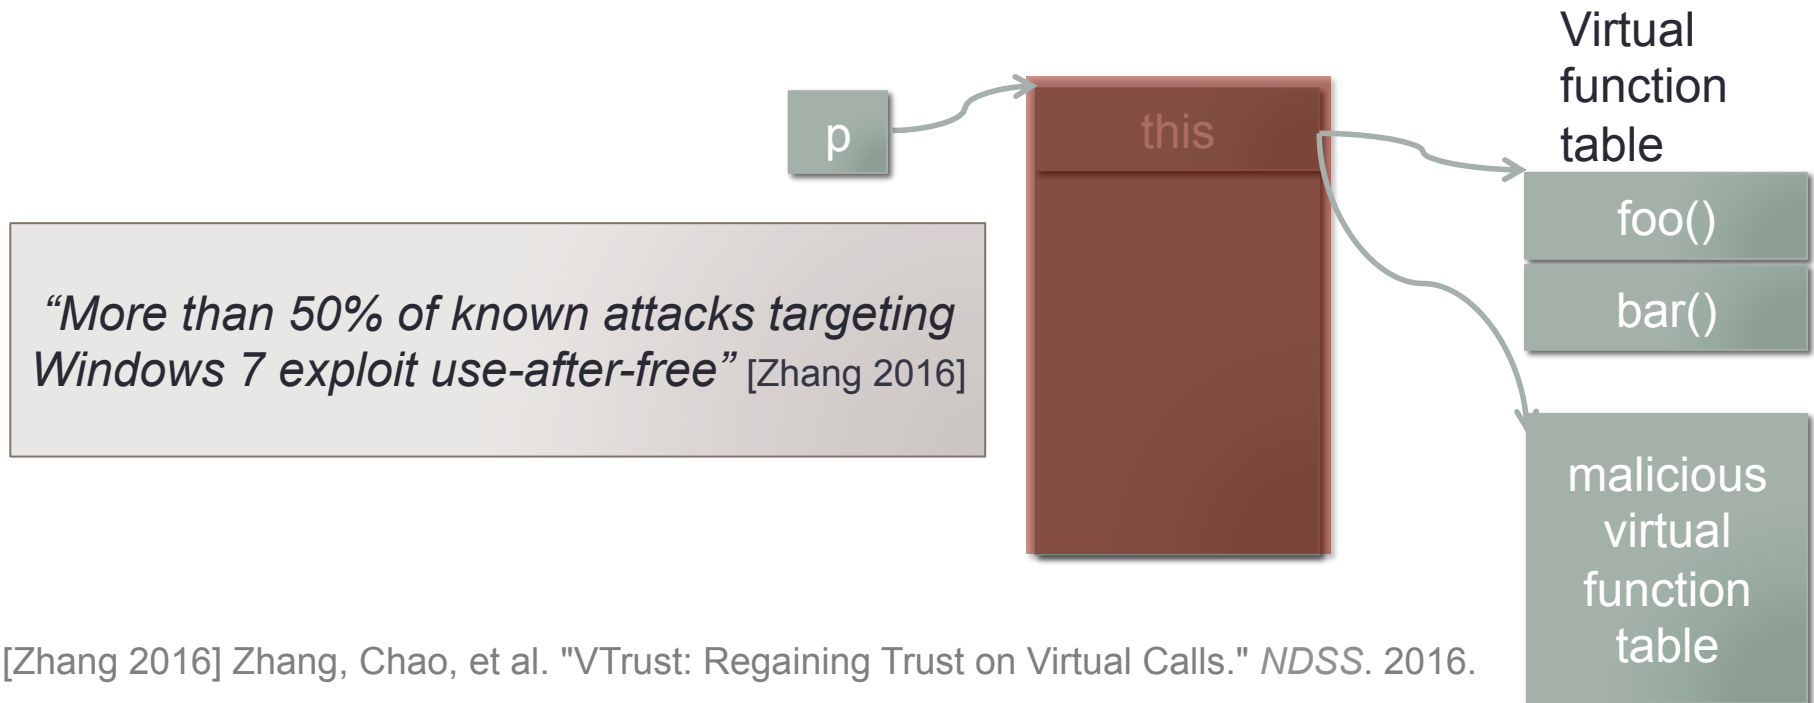 Virtual
function
table
p
this
foo()
bar()
“More than 50% of known attacks targeting
Windows 7 exploit use-after-free” [Zhang 2016]
malicious
virtual
function
table
[Zhang 2016] Zhang, Chao, et al. "VTrust: Regaining Trust on Virtual Calls." NDSS. 2016.